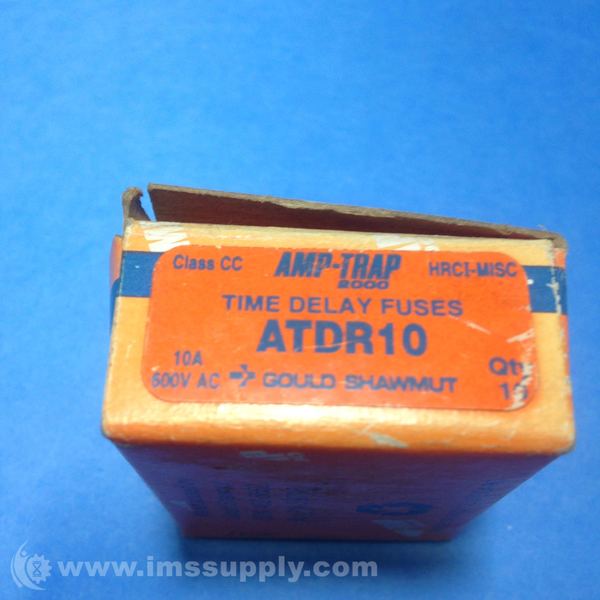 Class CC AMP-TRAP HRCI-MISC
2000
TIME DELAY FUSES
ATDR10
10A
600V AC GOULD SHAWMUT
Qty
www.imssupply.com